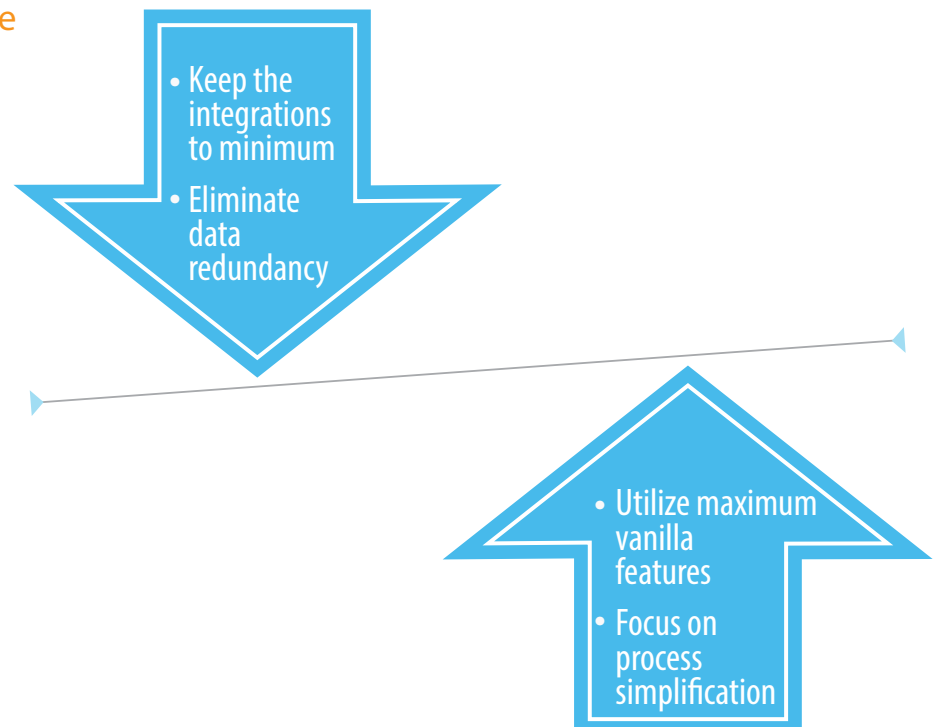 e
• Keep the
integrations
to minimum
• Eliminate
data
redundancy
• Utilize maximum
vanilla
features
• Focus on
process
simplification